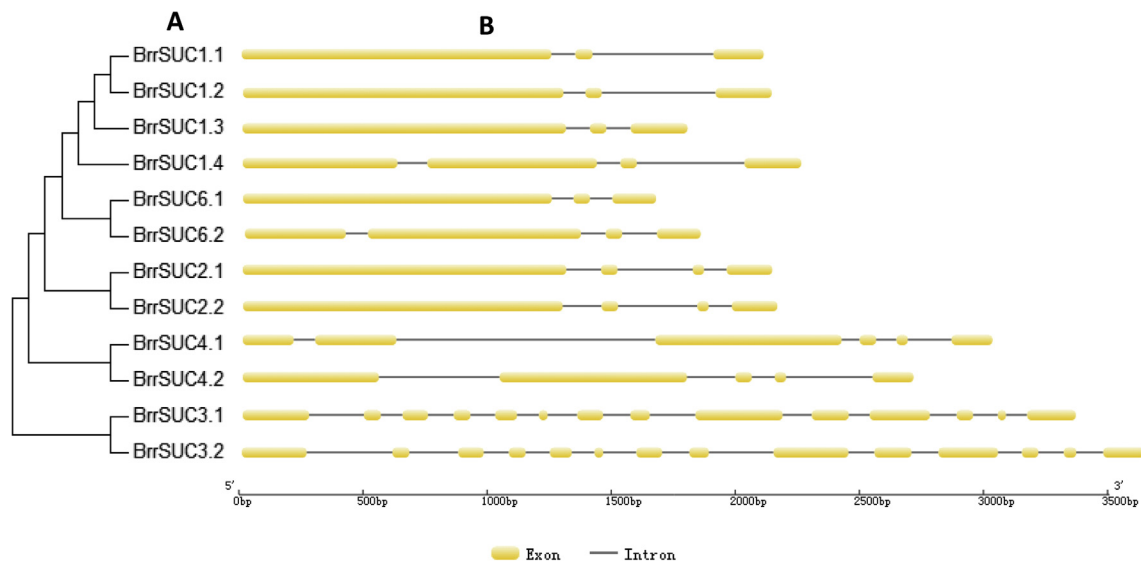 A B
BrrSUC1.1
BrrSUC1.2
BrrSUC1.3
BrrSUC1.4
BrrSUC6.1
BrrSUC6.2
BrrSUC2.1
BrrSUC2.2
BrrSUC4.1
BrrSUC4.2
BrrSUC3.1
BrrSUC3.2
5' 3'
0bp 500bp 1000bp 1500bp 2000bp 2500bp 3000bp 3500bp
Exon Intron